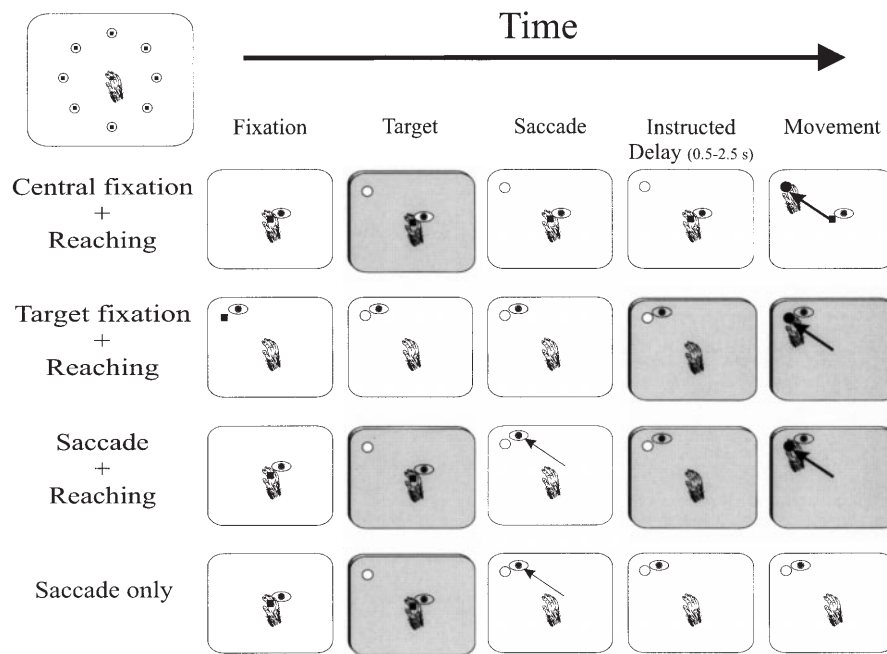 Time
Fixation
Target
Saccade
Instructed
Delay (0.5-2.5 s)
Movement
Central fixation
+
Reaching
Target fixation
+
Reaching
Saccade
+
Reaching
Saccade only